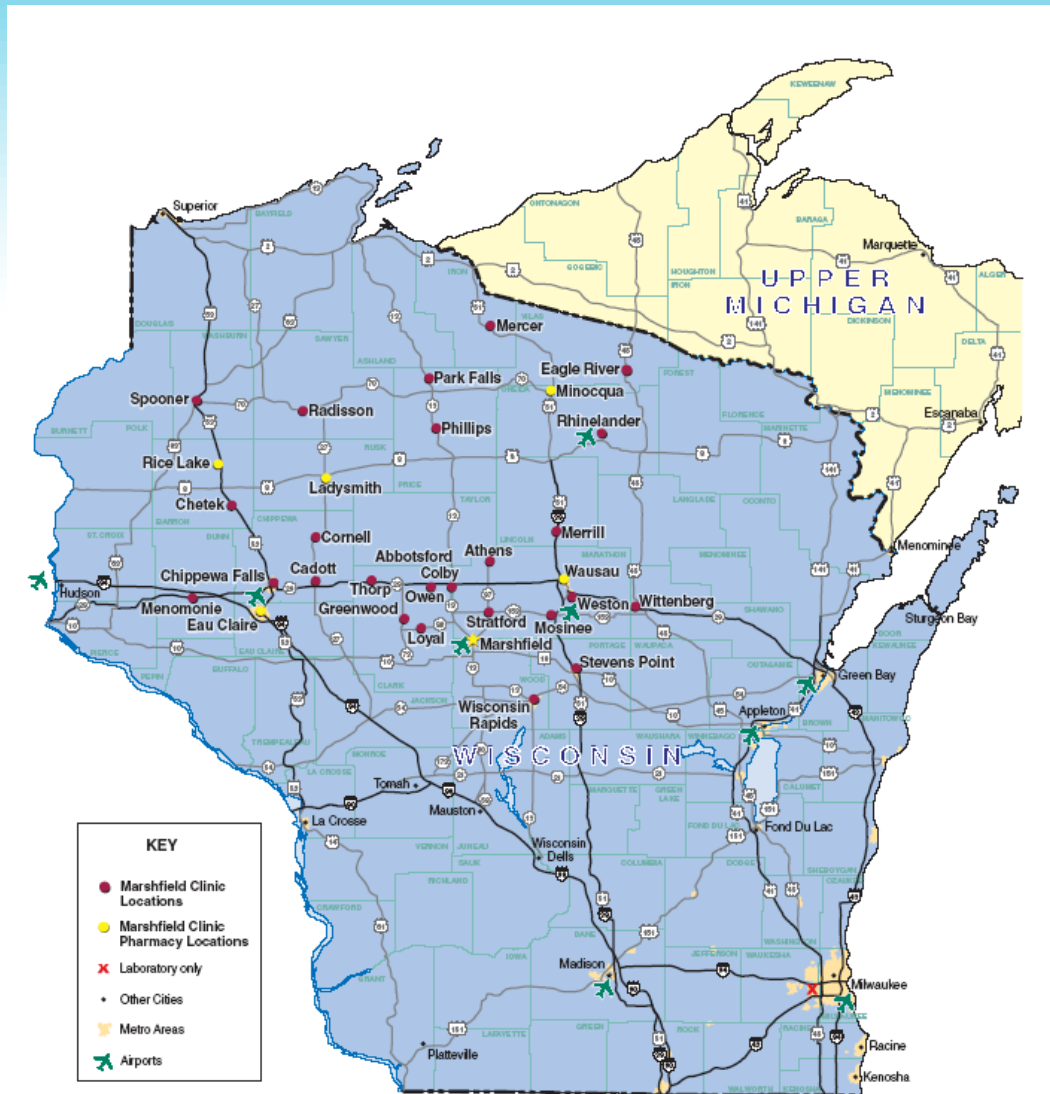 KEWEENAW
ONTONAGON
BARAGA
Superior
BAYFIELD
Marquette
GOGEBIC
HOUGHTON
IRON
ALGER
IRON
UPPER
MICHIGAN
VILAS
DOUGLAS
WASHBURN
SAWYER
Mercer
DICKINSON
DELTA
ASHLAND
Park Falls
Eagle River
FOREST
ONEIDA
Minocqua
MENOMINEE
Spooner
Radisson
FLORENCE
Escanaba
BURNETT
POLK
Phillips
Rhinelander
MARINETTE
RUSK
Rice Lake
Ladysmith
PRICE
TAYLOR
LANGLADE
OCONTO
Chetek
BARRON
CHIPPEWA
ST. CROIX
DUNN
Cornell
LINCOLN
Merrill
Abbotsford
Athens
MARATHON
MENOMINEE
Menominee
Chippewa Falls
Cadott
Colby
Wausau
Hudson
Thorp
Owen
Menomonie
Greenwood
Weston
Wittenberg
SHAWANO
Eau Claire
Stratford
Mosinee
Sturgeon Bay
Loyal
Marshfield
DOOR
PIERCE
EAU CLAIRE
PORTAGE
WAUPACA
KEWAUNEE
PEPIN
BUFFALO
CLARK
Stevens Point
OUTAGAMIE
Green Bay
JACKSON
WOOD
Wisconsin
Rapids
Appleton
BROWN
TREMPEALEAU
ADAMS
WAUSHARA
WINNEBAGO
MANITOWOC
MONROE
WISCONSIN
LA CROSSE
Tomah
MARQUETTE
GREEN
LAKE
CALUMET
Mauston
La Crosse
FOND DU LAC
Fond Du Lac
VERNON
JUNEAU
Wisconsin
Dells
SAUK
COLUMBIA
DODGE
SHEBOYGAN
OZAUKEE
RICHLAND
CRAWFORD
WASHINGTON
DANE
IOWA
JEFFERSON
WAUKESHA
GRANT
Madison
Milwaukee
MILWAUKEE
LAFAYETTE
GREEN
ROCK
RACINE
Platteville
Racine
WALWORTH
KENOSHA
Kenosha
KEY
Marshfield Clinic
Locations
Marshfield Clinic
Pharmacy Locations
Laboratory only
Other Cities
Metro Areas
Airports